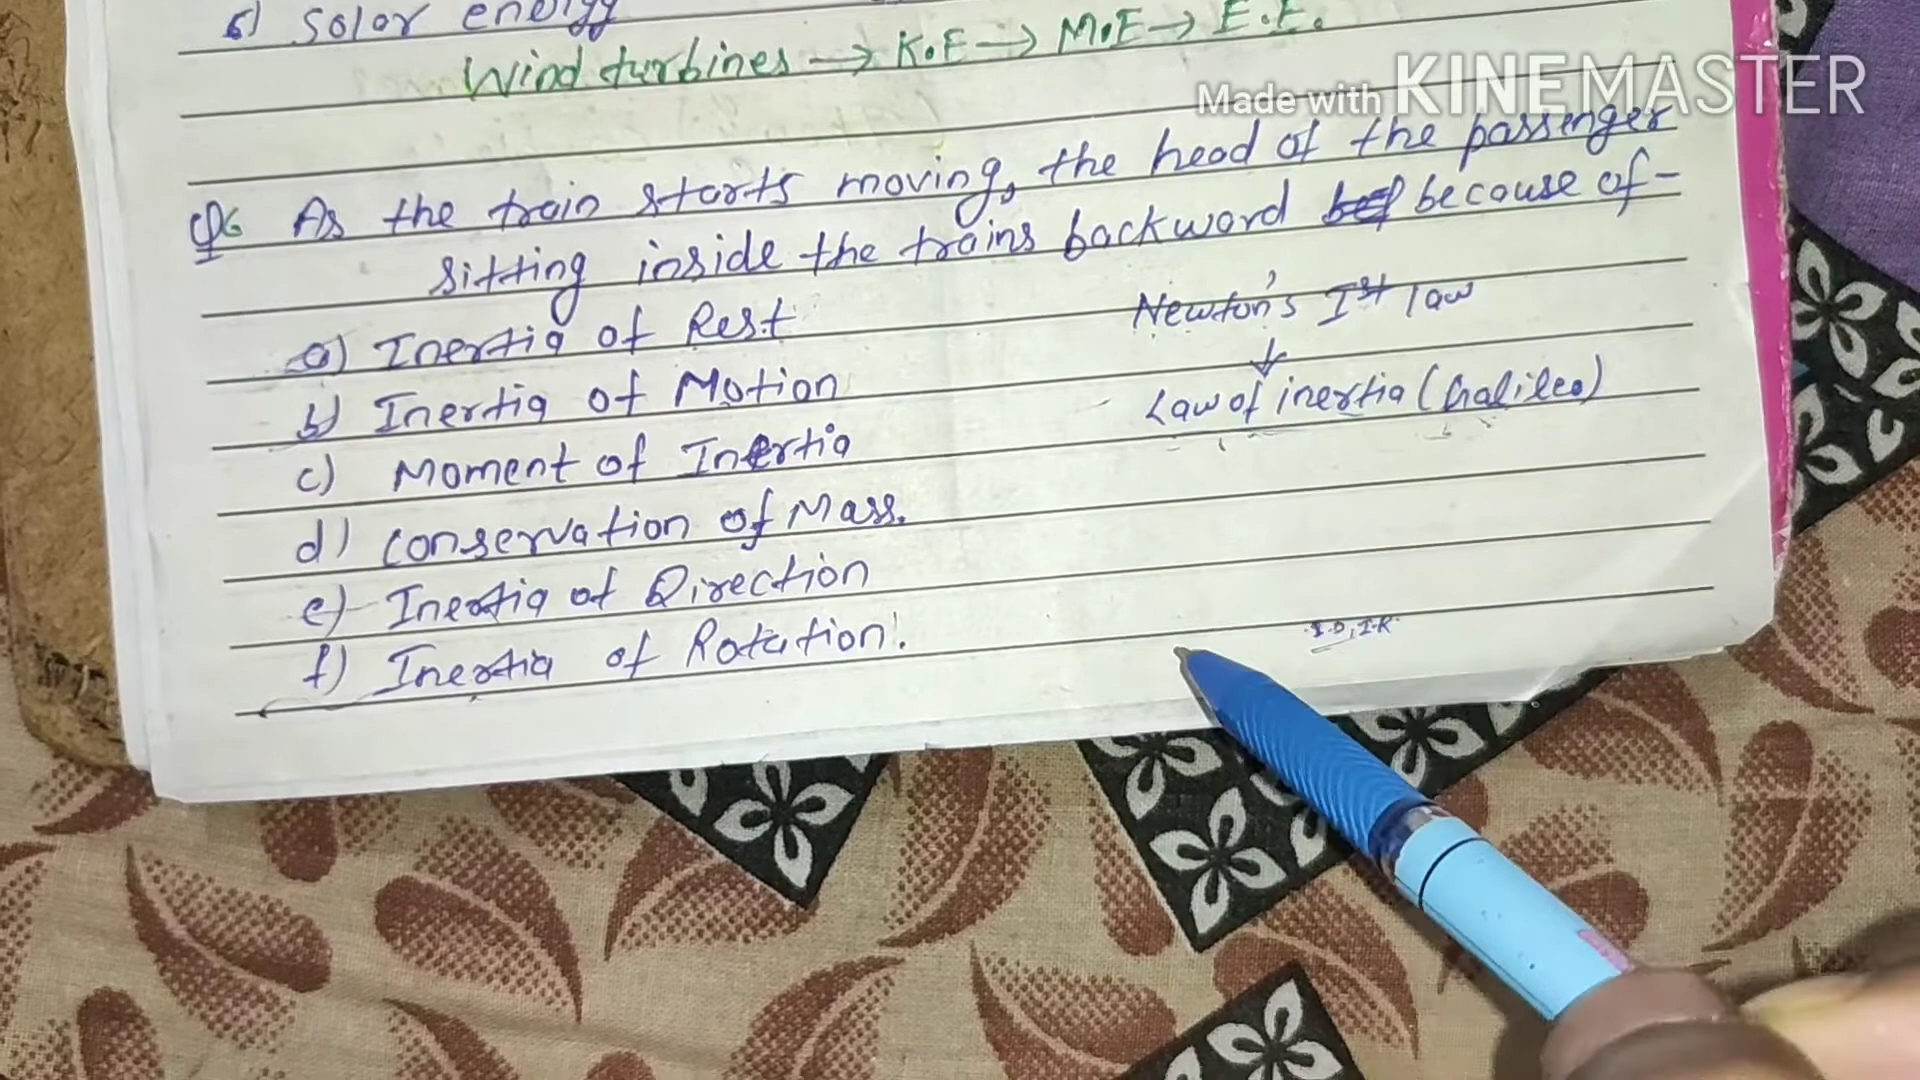 6) Solar energy
Wind turbines → K.E → M.E → E.E.
Made with KINEMASTER
Q6 As the train starts moving, the head of the passenger
sitting inside the trains backward because of-
a) Inertia of Rest
Newton's Ist law
↓
b) Inertia of Motion
Law of inertia (Galileo)
c) Moment of Inertia
d) Conservation of Mass.
e) Inertia of Direction
f) Inertia of Rotation.
I.D, I.R